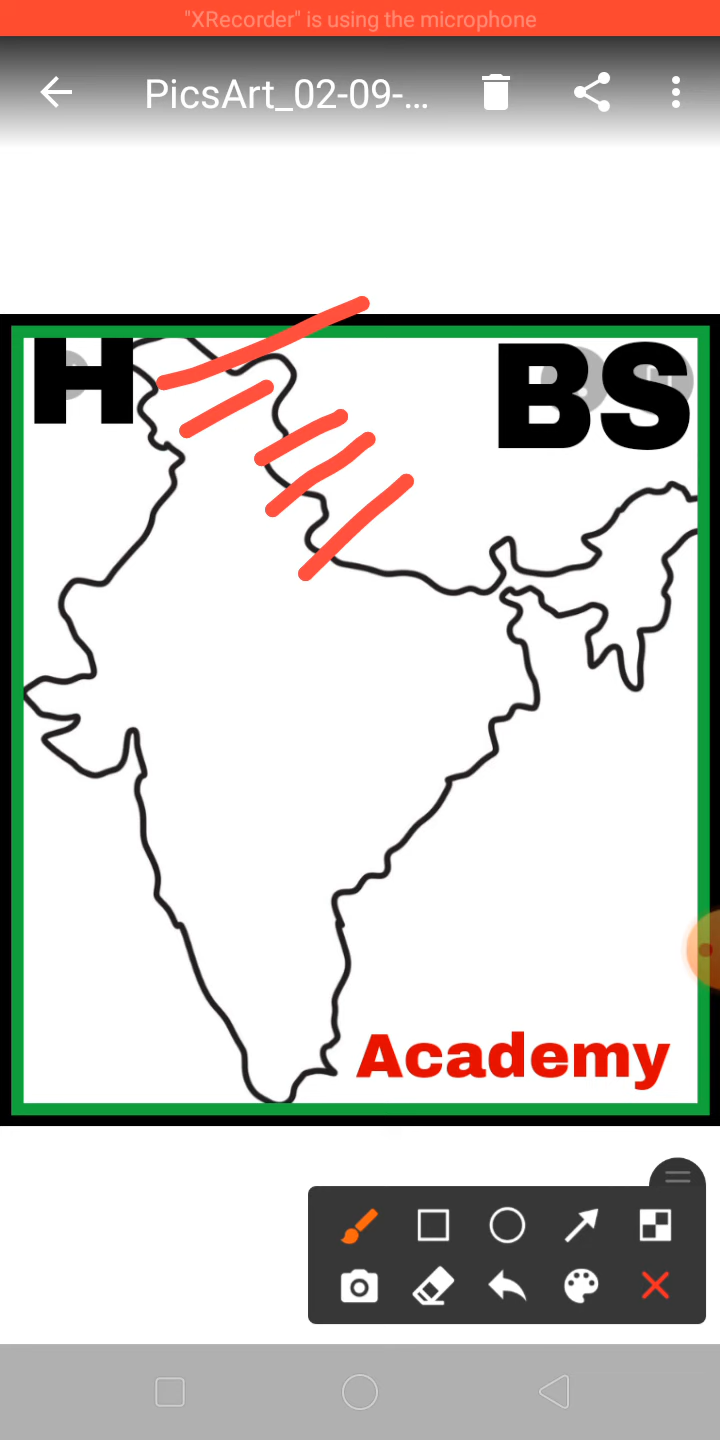 "XRecorder" is using the microphone
PicsArt_02-09-...
H BS
Academy